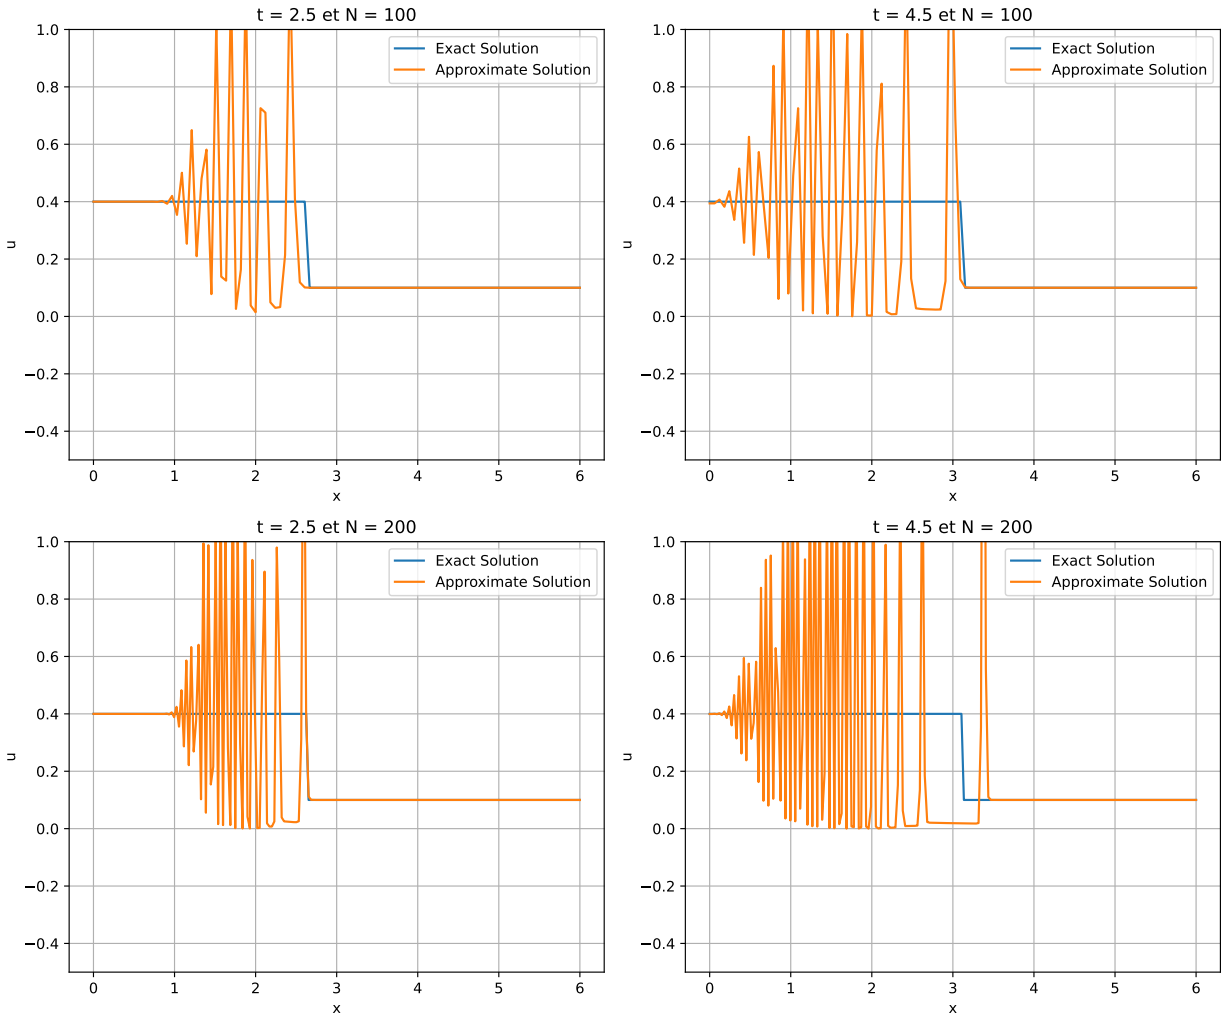 t = 2.5 et N = 100
1.0
0.8
0.6
0.4
0.2
0.0
−0.2
−0.4
u
0 1 2 3 4 5 6
x
Exact Solution
Approximate Solution
t = 4.5 et N = 100
1.0
0.8
0.6
0.4
0.2
0.0
−0.2
−0.4
u
0 1 2 3 4 5 6
x
Exact Solution
Approximate Solution
t = 2.5 et N = 200
1.0
0.8
0.6
0.4
0.2
0.0
−0.2
−0.4
u
0 1 2 3 4 5 6
x
Exact Solution
Approximate Solution
t = 4.5 et N = 200
1.0
0.8
0.6
0.4
0.2
0.0
−0.2
−0.4
u
0 1 2 3 4 5 6
x
Exact Solution
Approximate Solution